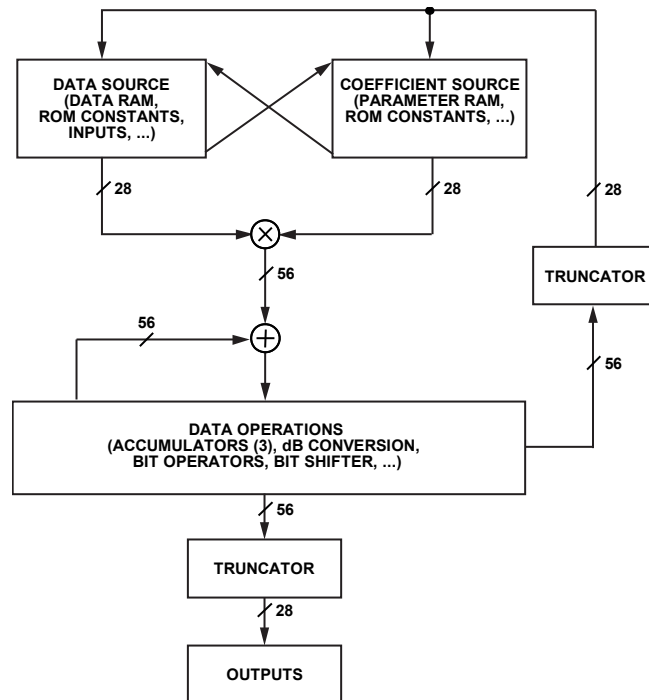 DATA SOURCE
(DATA RAM,
ROM CONSTANTS,
INPUTS, ...)
COEFFICIENT SOURCE
(PARAMETER RAM,
ROM CONSTANTS, ...)
28
28
28
TRUNCATOR
56
56
56
DATA OPERATIONS
(ACCUMULATORS (3), dB CONVERSION,
BIT OPERATORS, BIT SHIFTER, ...)
56
TRUNCATOR
28
OUTPUTS